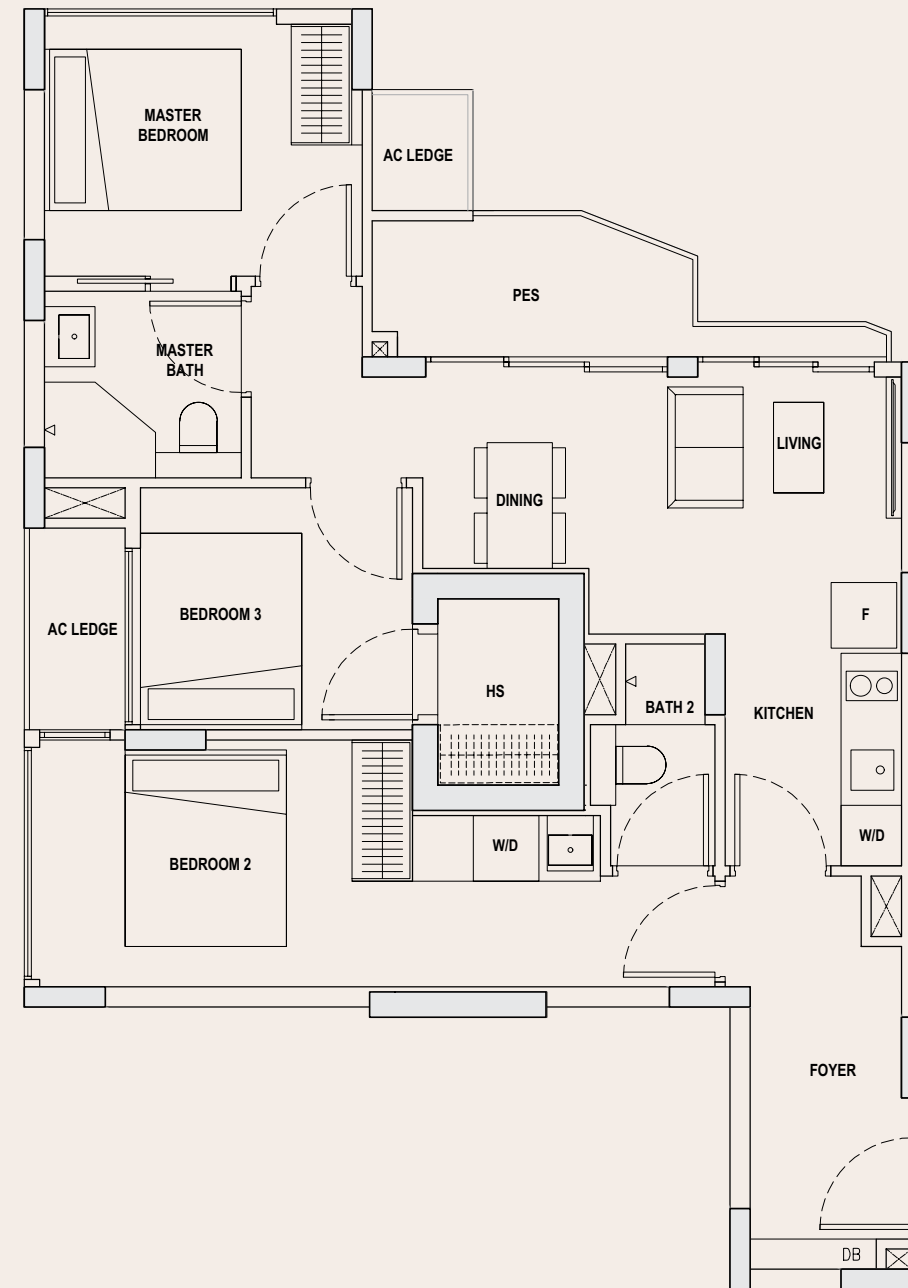 MASTER
BEDROOM
AC LEDGE
PES
MASTER
BATH
LIVING
DINING
BEDROOM 3
F
AC LEDGE
HS
BATH 2
KITCHEN
W/D
W/D
BEDROOM 2
FOYER
DB